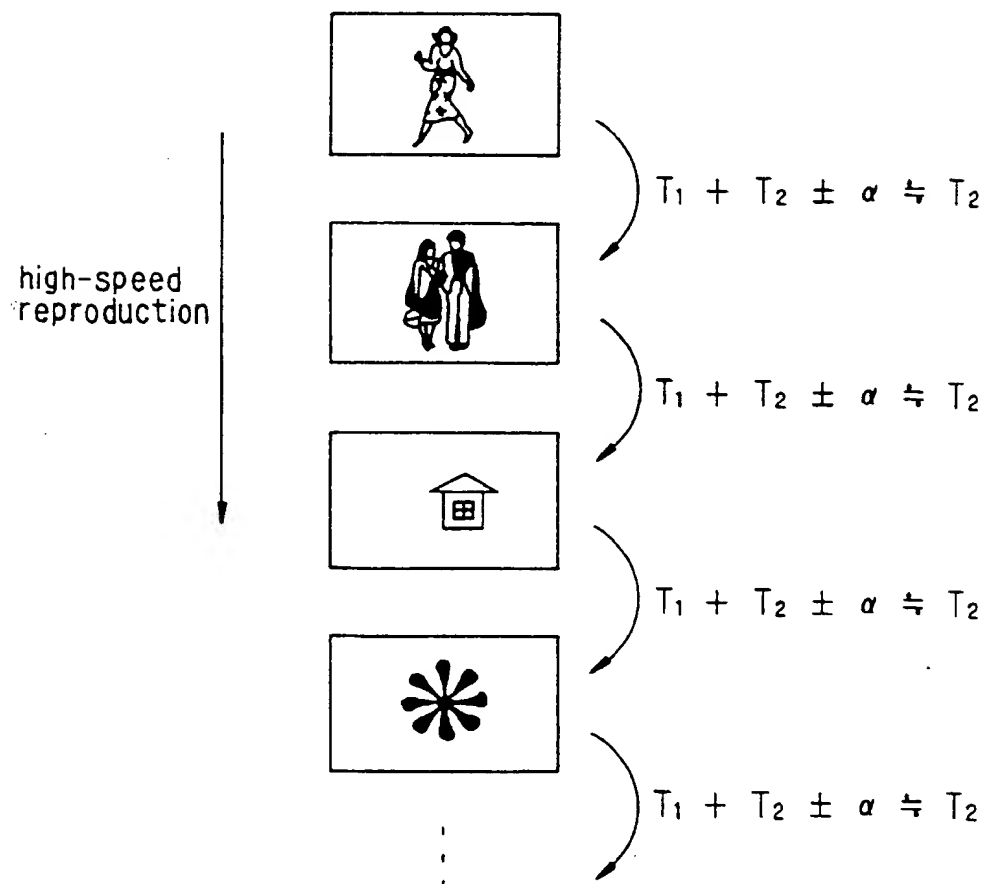 T₁ + T₂ ± α ≒ T₂
high-speed
reproduction
T₁ + T₂ ± α ≒ T₂
T₁ + T₂ ± α ≒ T₂
T₁ + T₂ ± α ≒ T₂